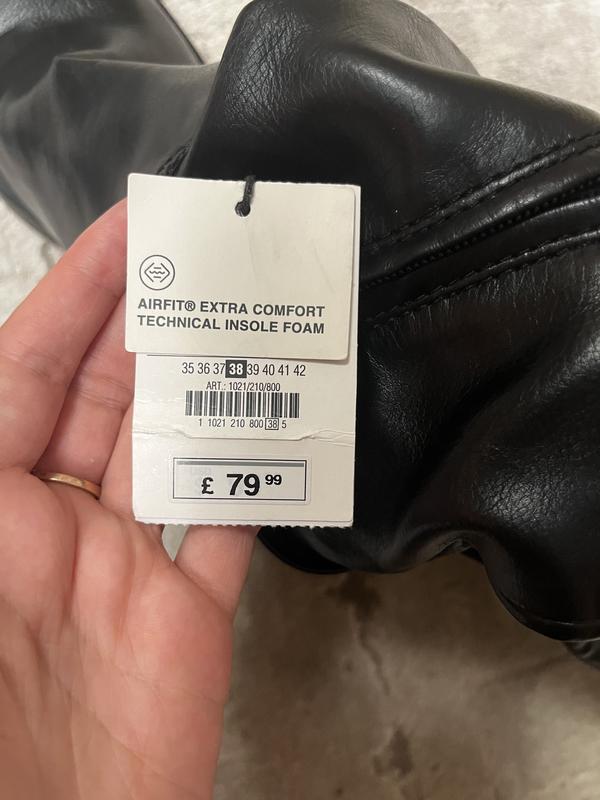 AIRFIT® EXTRA COMFORT
TECHNICAL INSOLE FOAM
35 36 37 38 39 40 41 42
ART.: 1021/210/800
1 1021 210 800 38 5
£ 79 99